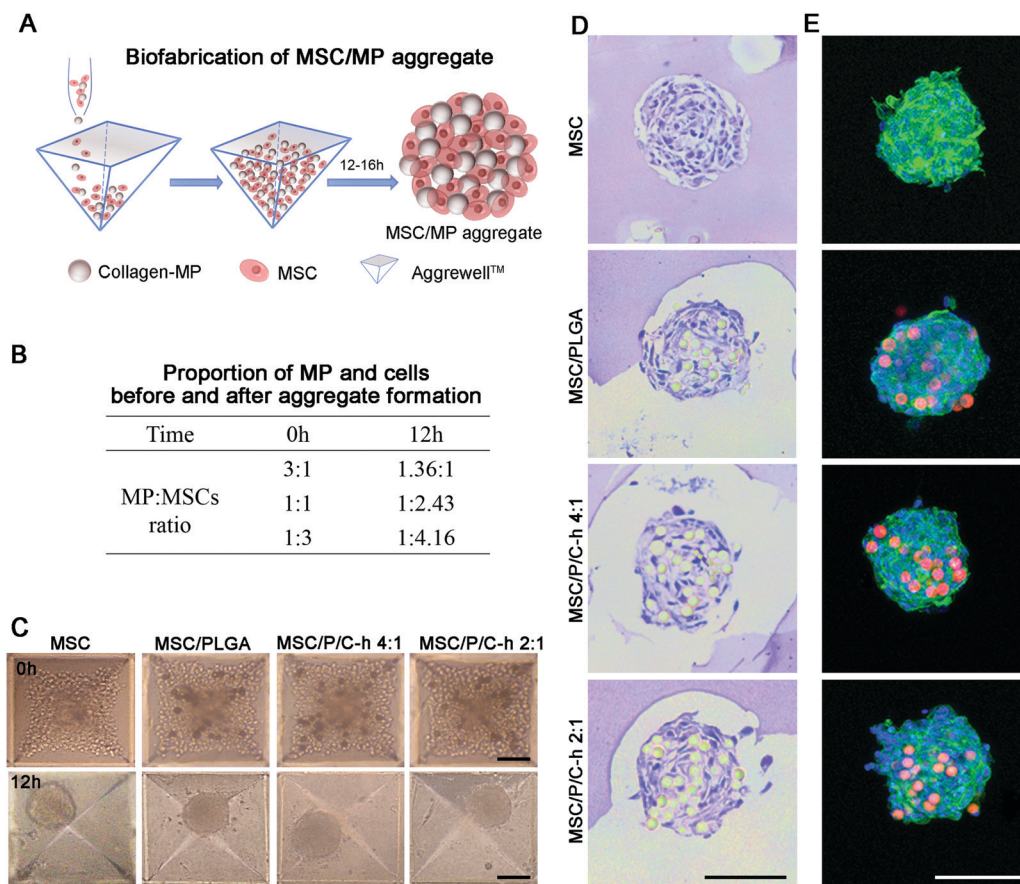 A
Biofabrication of MSC/MP aggregate
12-16h
MSC/MP aggregate
Collagen-MP
MSC
Aggrewell™
B
Proportion of MP and cells
before and after aggregate formation
Time 0h 12h
MP:MSCs
ratio
3:1 1.36:1
1:1 1:2.43
1:3 1:4.16
C
MSC MSC/PLGA MSC/P/C-h 4:1 MSC/P/C-h 2:1
0h
12h
D
MSC
MSC/PLGA
MSC/P/C-h 4:1
MSC/P/C-h 2:1
E